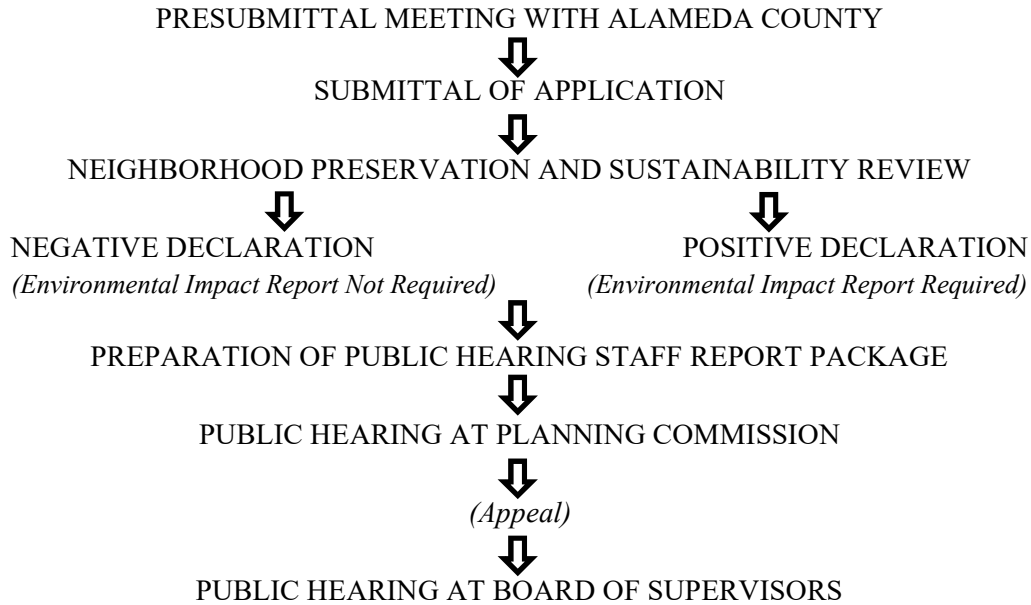 PRESUBMITTAL MEETING WITH ALAMEDA COUNTY
SUBMITTAL OF APPLICATION
NEIGHBORHOOD PRESERVATION AND SUSTAINABILITY REVIEW
NEGATIVE DECLARATION
(Environmental Impact Report Not Required)
POSITIVE DECLARATION
(Environmental Impact Report Required)
PREPARATION OF PUBLIC HEARING STAFF REPORT PACKAGE
PUBLIC HEARING AT PLANNING COMMISSION
(Appeal)
PUBLIC HEARING AT BOARD OF SUPERVISORS